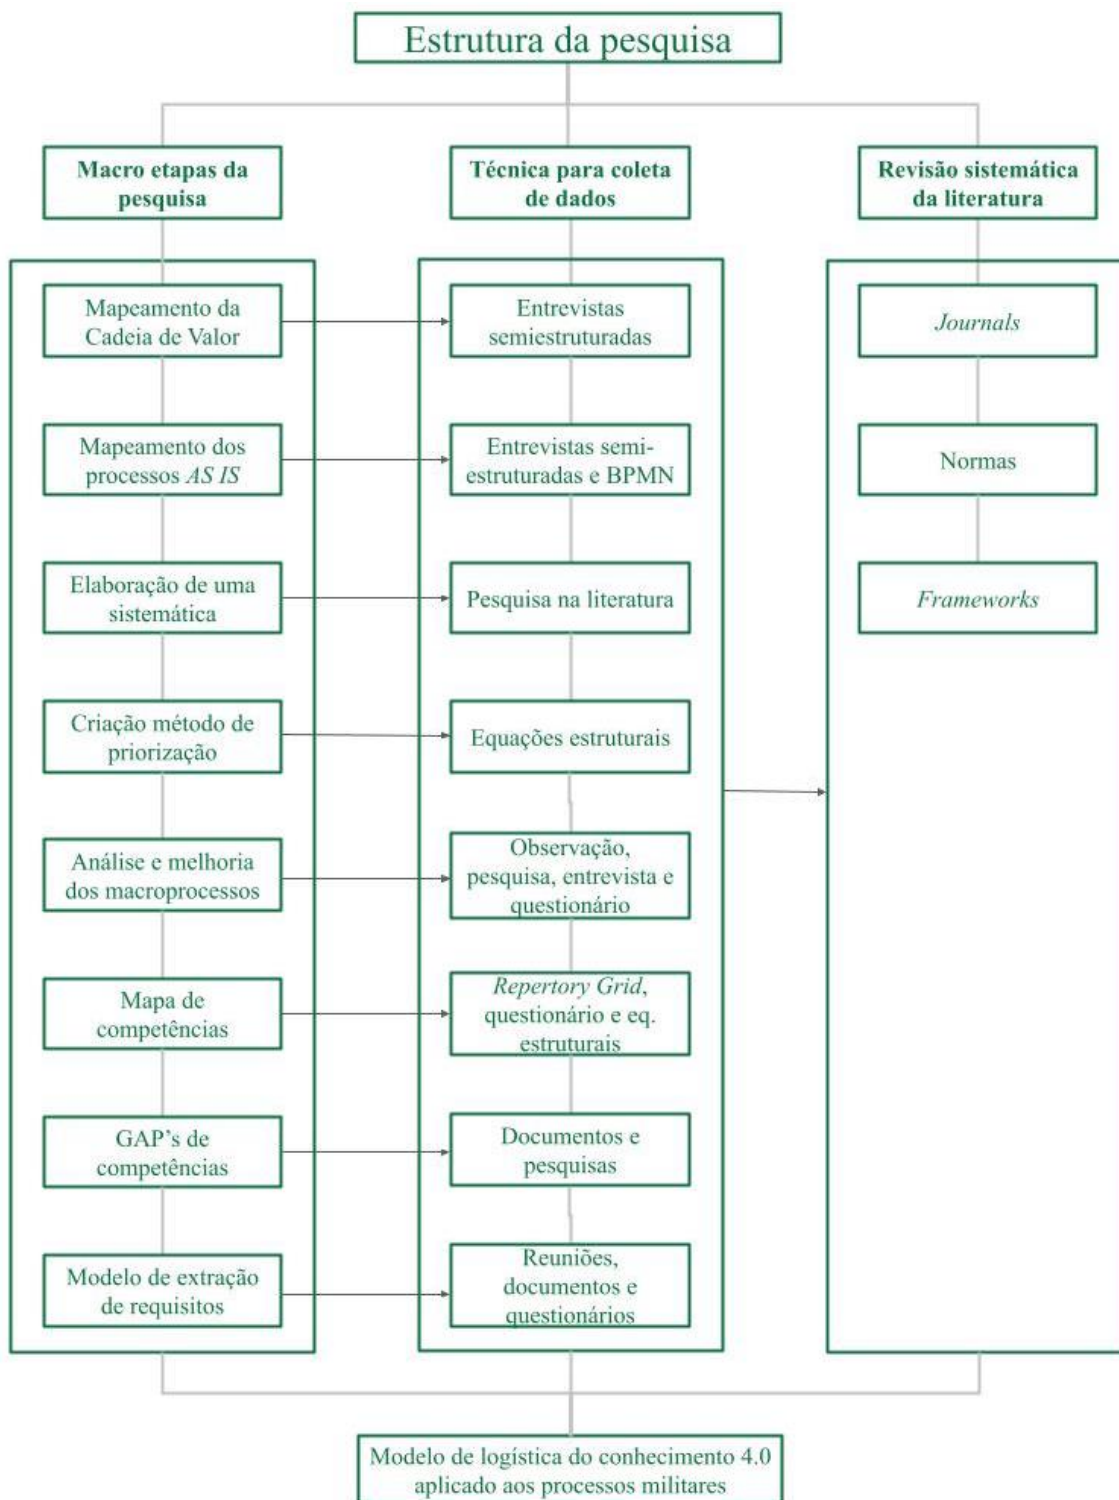 Estrutura da pesquisa
Macro etapas da
pesquisa
Técnica para coleta
de dados
Revisão sistemática
da literatura
Mapeamento da
Cadeia de Valor
Entrevistas
semiestruturadas
Journals
Mapeamento dos
processos AS IS
Entrevistas semi-
estruturadas e BPMN
Normas
Elaboração de uma
sistemática
Pesquisa na literatura
Frameworks
Criação método de
priorização
Equações estruturais
Análise e melhoria
dos macroprocessos
Observação,
pesquisa, entrevista e
questionário
Mapa de
competências
Repertory Grid,
questionário e eq.
estruturais
GAP’s de
competências
Documentos e
pesquisas
Modelo de extração
de requisitos
Reuniões,
documentos e
questionários
Modelo de logística do conhecimento 4.0
aplicado aos processos militares